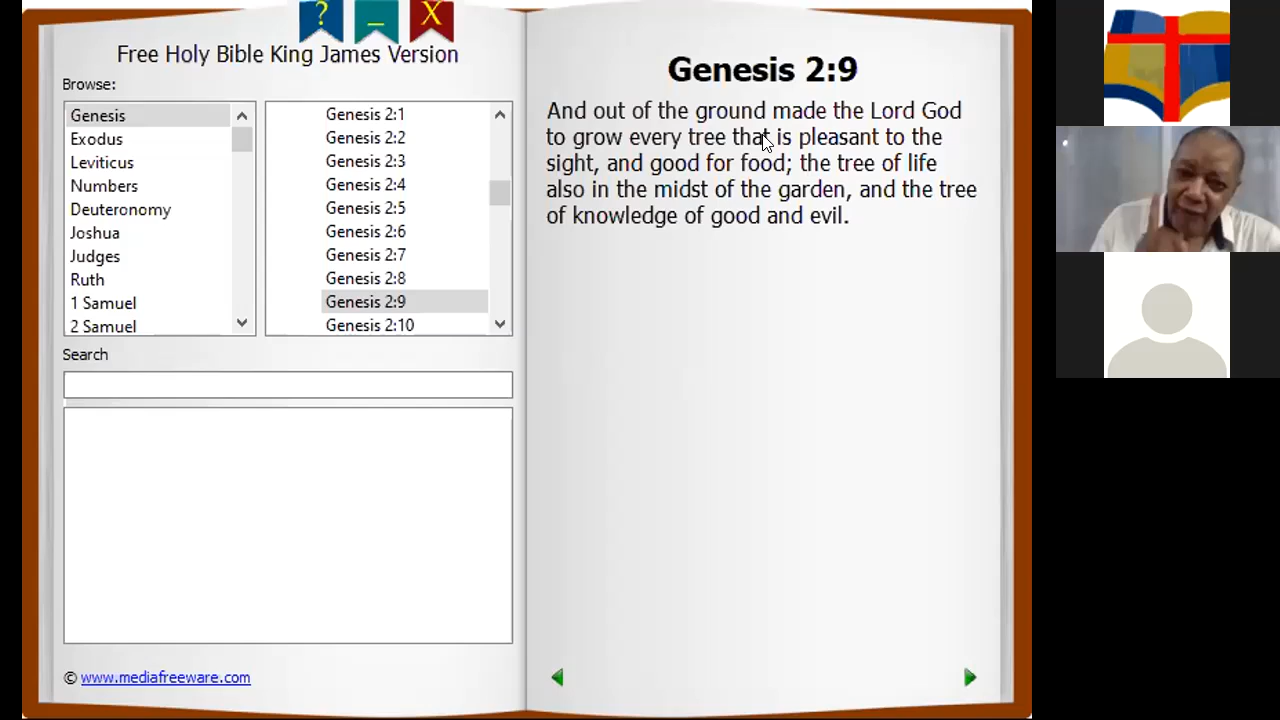 ? _ X
Free Holy Bible King James Version
Browse:
Genesis
Exodus
Leviticus
Numbers
Deuteronomy
Joshua
Judges
Ruth
1 Samuel
2 Samuel
Genesis 2:1
Genesis 2:2
Genesis 2:3
Genesis 2:4
Genesis 2:5
Genesis 2:6
Genesis 2:7
Genesis 2:8
Genesis 2:9
Genesis 2:10
Search
© www.mediafreeware.com
Genesis 2:9
And out of the ground made the Lord God
to grow every tree that is pleasant to the
sight, and good for food; the tree of life
also in the midst of the garden, and the tree
of knowledge of good and evil.